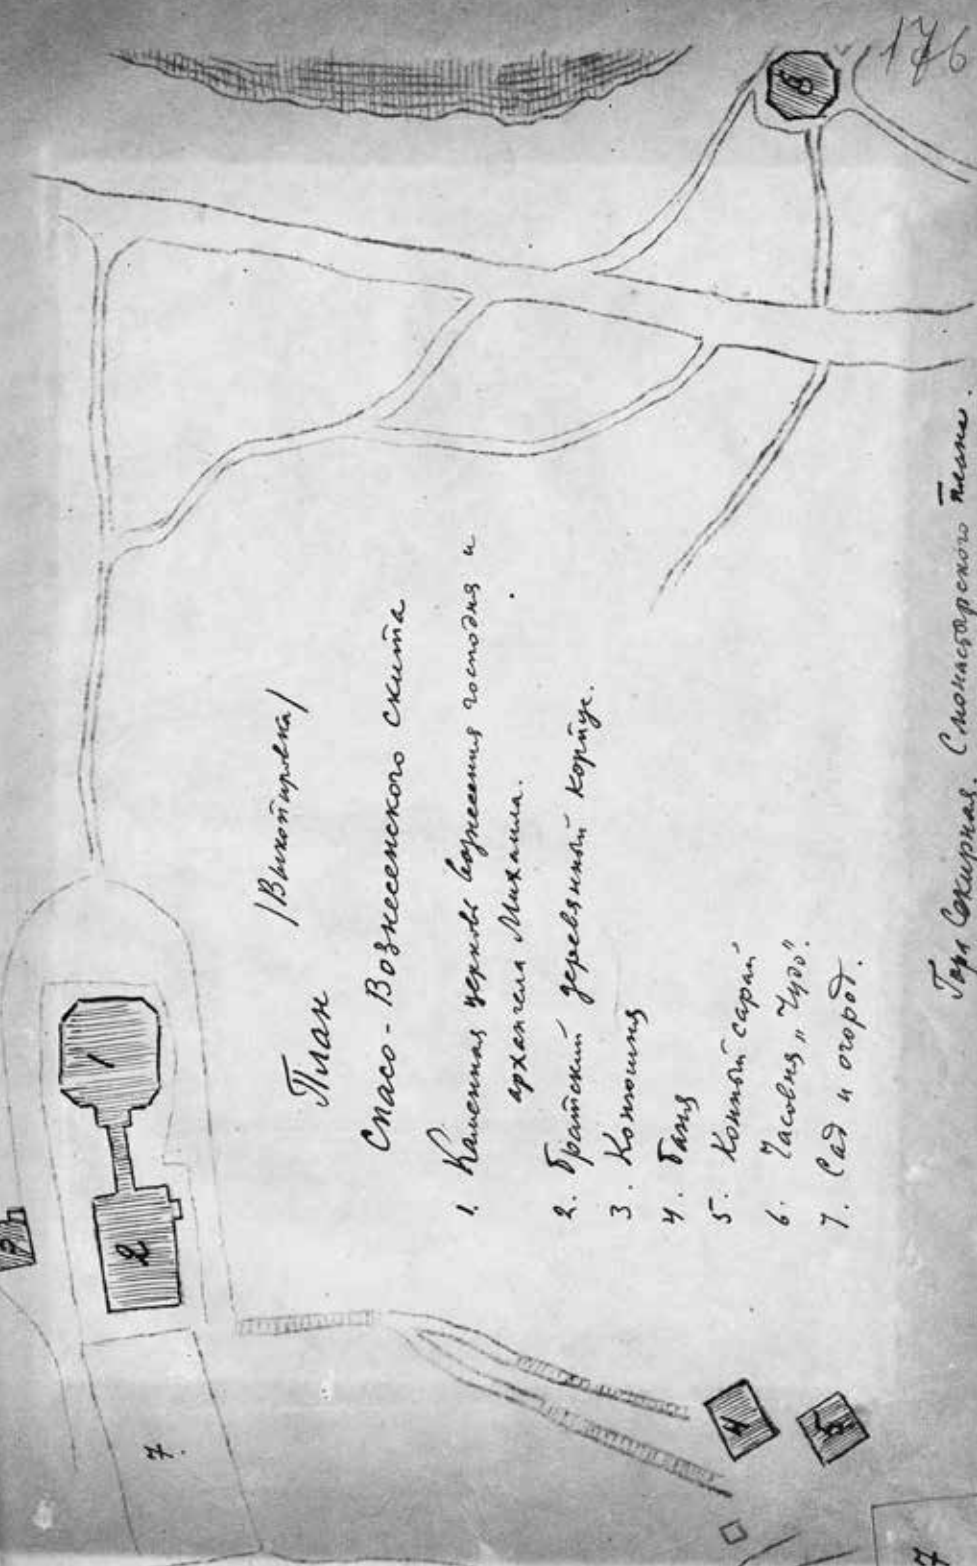 176
/Выкопировка/
План
Спасо-Вознесенского скита
1. Каменная церковь вознесения господня и
архангела Михаила.
2. Братский деревянный корпус.
3. Конюшня
4. Баня
5. Конный сарай
6. Часовня „Чудо".
7. Сад и огород.
Гора Секирная. С монастырского плана.
1
2
3
4
5
6
7.
7